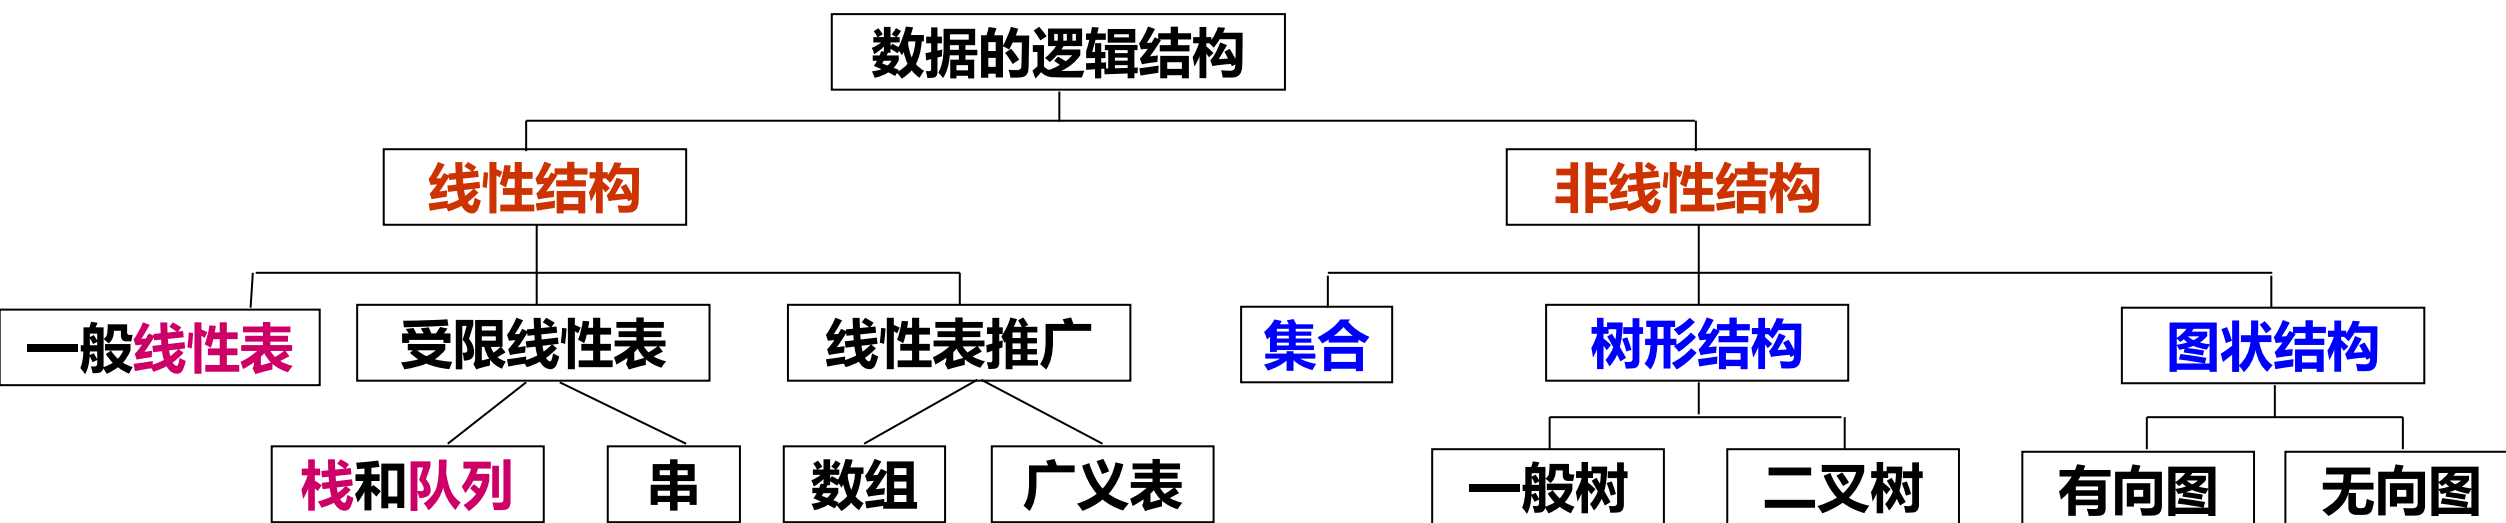 数据的逻缉结构
线性结构
非线性结构
一般线性表
受限线性表
线性表推广
集合
树形结构
图状结构
栈和队列
串
数组
广义表
一般树
二叉树
有向图
无向图